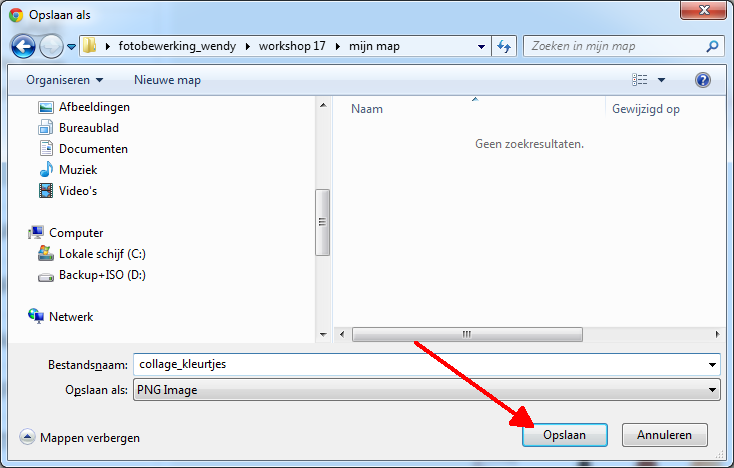 Opslaan als
fotobewerking_wendy workshop 17 mijn map
Zoeken in mijn map
Organiseren Nieuwe map
Afbeeldingen
Bureaublad
Documenten
Muziek
Video's
Computer
Lokale schijf (C:)
Backup+ISO (D:)
Netwerk
Naam Gewijzigd op
Geen zoekresultaten.
Bestandsnaam: collage_kleurtjes
Opslaan als: PNG Image
Mappen verbergen
Opslaan Annuleren